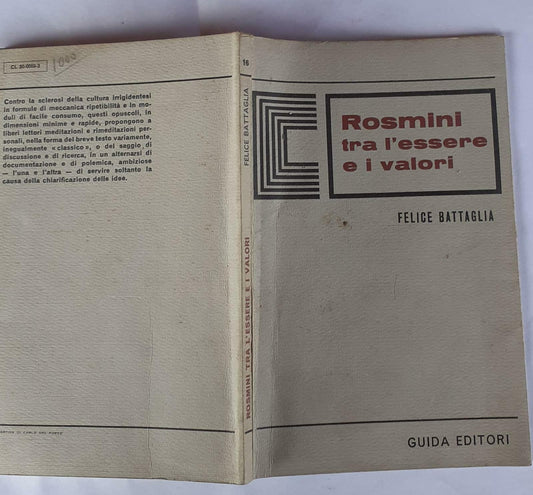 CL 20-0093-3
1000
Contro la sclerosi della cultura irrigidentesi
in formule di meccanica ripetibilità e in mo-
duli di facile consumo, questi opuscoli, in
dimensioni minime e rapide, propongono a
liberi lettori meditazioni e rimeditazioni per-
sonali, nella forma del breve testo variamente,
inegualmente « classico », o del saggio di
discussione e di ricerca, in un alternarsi di
documentazione e di polemica, ambiziose
— l'una e l'altra — di servire soltanto la
causa della chiarificazione delle idee.
16
FELICE BATTAGLIA
ROSMINI TRA L'ESSERE E I VALORI
Rosmini
tra l'essere
e i valori
FELICE BATTAGLIA
GUIDA EDITORI